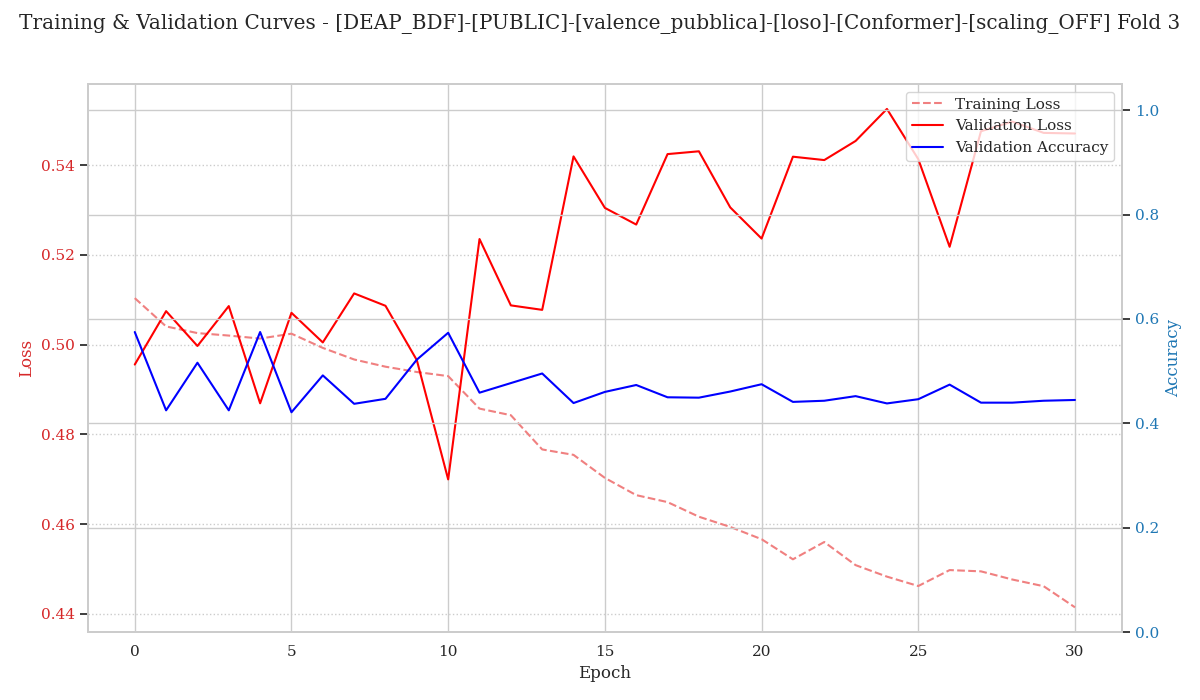 Training & Validation Curves - [DEAP_BDF]-[PUBLIC]-[valence_pubblica]-[loso]-[Conformer]-[scaling_OFF] Fold 3
Training Loss
Validation Loss
Validation Accuracy
0.54
0.52
0.50
0.48
0.46
0.44
Loss
1.0
0.8
0.6
0.4
0.2
0.0
Accuracy
0 5 10 15 20 25 30
Epoch